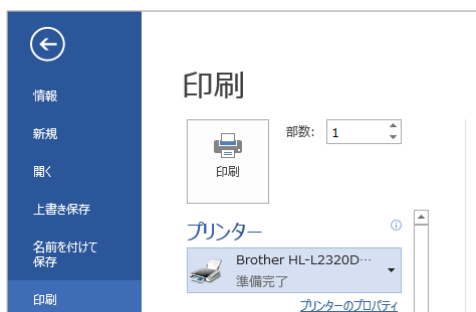 情報
新規
開く
上書き保存
名前を付けて
保存
印刷
印刷
印刷
部数: 1
プリンター
Brother HL-L2320D…
準備完了
プリンターのプロパティ